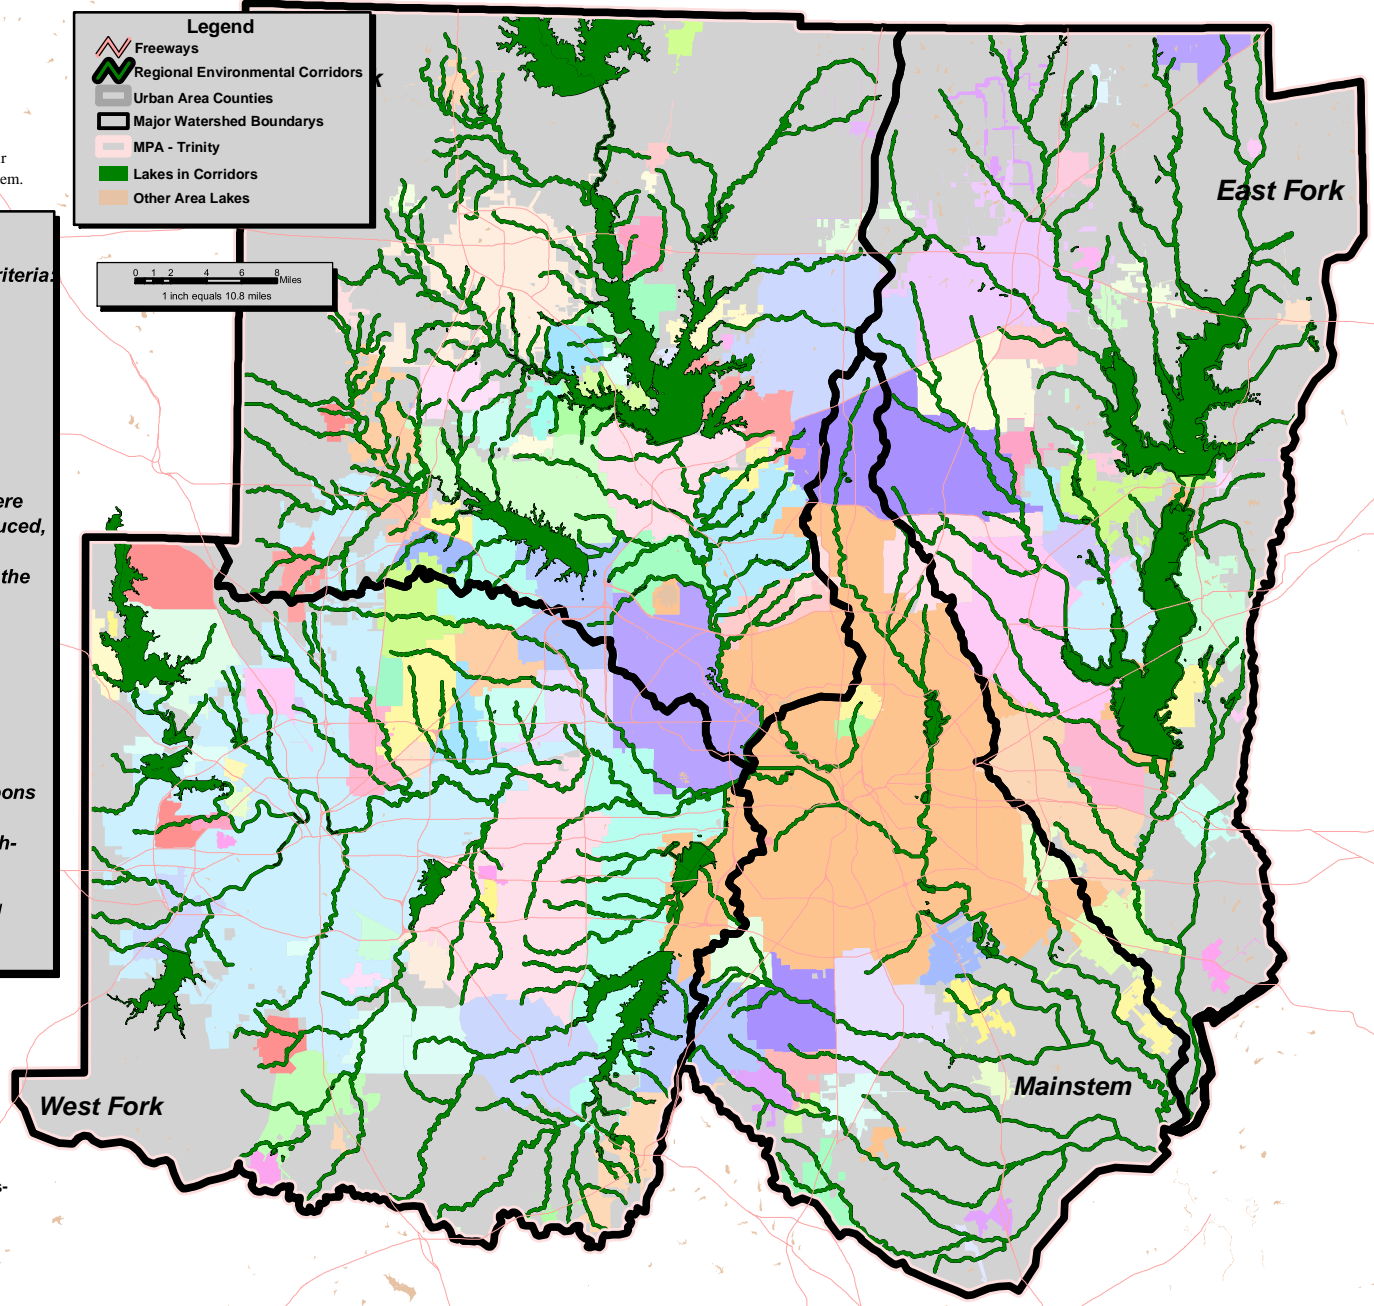 Legend
Freeways
Regional Environmental Corridors
Urban Area Counties
Major Watershed Boundarys
MPA - Trinity
Lakes in Corridors
Other Area Lakes
0 1 2 4 6 8
Miles
1 inch equals 10.8 miles
East Fork
West Fork
Mainstem
k
r
em.
riteria:
ere
uced,
the
ons
h-
s-